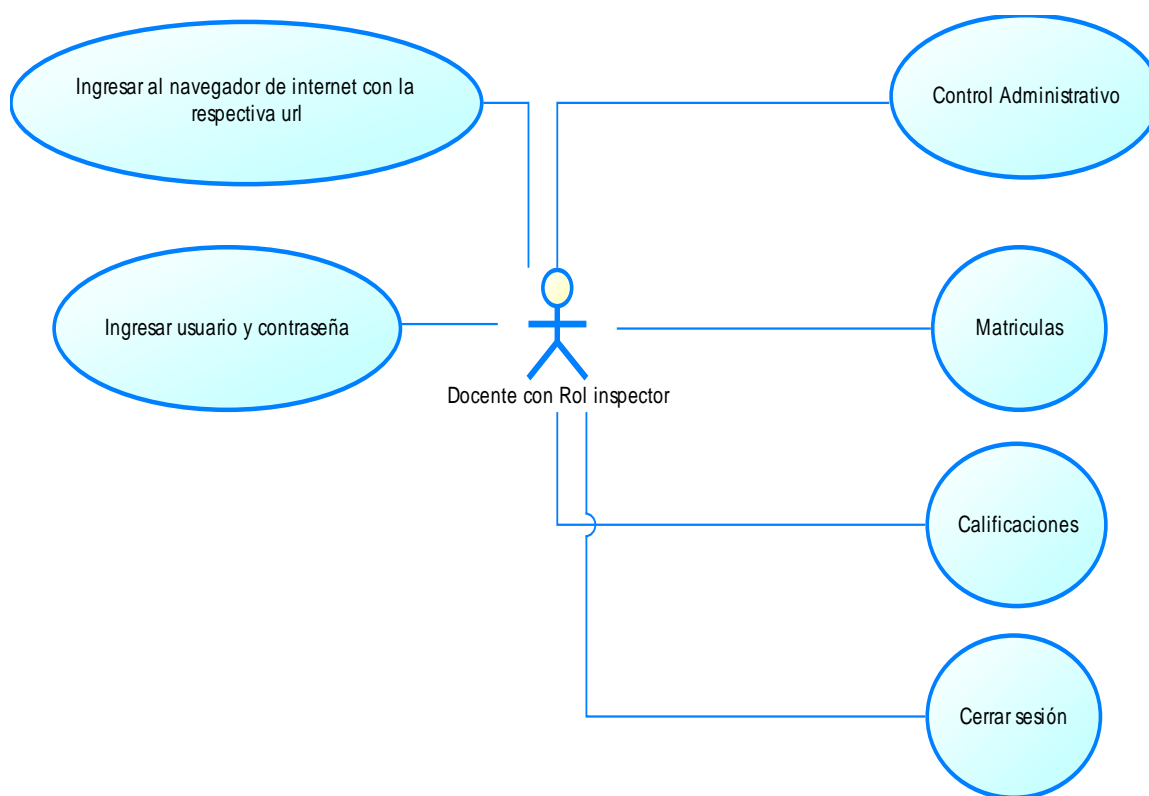 Ingresar al navegador de internet con la
respectiva url
Control Administrativo
Ingresar usuario y contraseña
Matriculas
Docente con Rol inspector
Calificaciones
Cerrar sesión